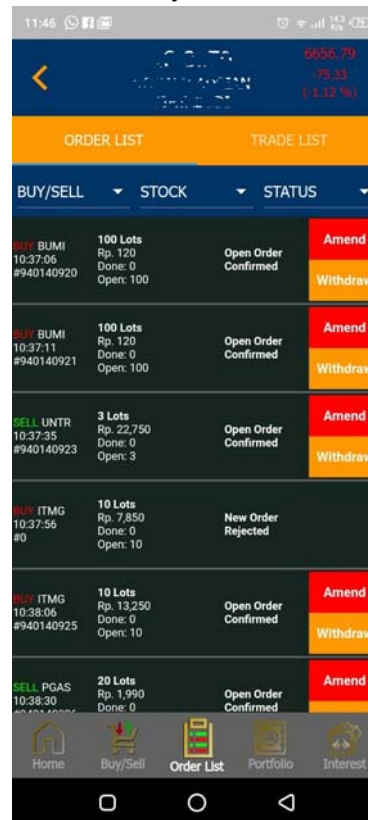 11:46
6656.79
-75.33
(-1.12 %)
ORDER LIST
TRADE LIST
BUY/SELL
STOCK
STATUS
BUY BUMI
10:37:06
#940140920
100 Lots
Rp. 120
Done: 0
Open: 100
Open Order
Confirmed
Amend
Withdraw
BUY BUMI
10:37:11
#940140921
100 Lots
Rp. 120
Done: 0
Open: 100
Open Order
Confirmed
Amend
Withdraw
SELL UNTR
10:37:35
#940140923
3 Lots
Rp. 22,750
Done: 0
Open: 3
Open Order
Confirmed
Amend
Withdraw
BUY ITMG
10:37:56
#0
10 Lots
Rp. 7,850
Done: 0
Open: 10
New Order
Rejected
BUY ITMG
10:38:06
#940140925
10 Lots
Rp. 13,250
Done: 0
Open: 10
Open Order
Confirmed
Amend
Withdraw
SELL PGAS
10:38:30
20 Lots
Rp. 1,990
Done: 0
Open Order
Confirmed
Amend
Home
Buy/Sell
Order List
Portfolio
Interest